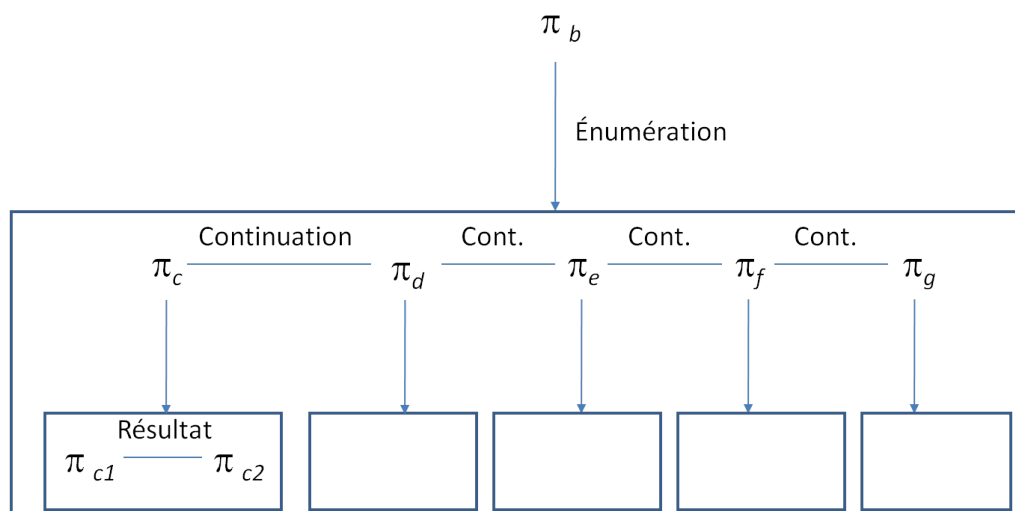 π b
Énumération
Continuation Cont. Cont. Cont.
πc πd πe πf πg
Résultat
π c1 π c2